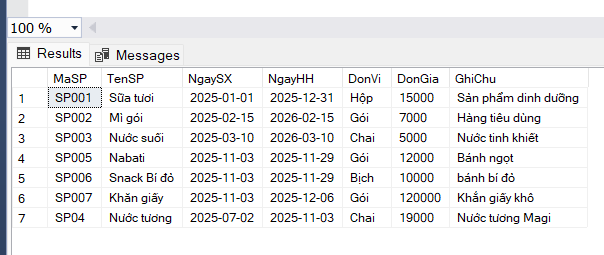 100 %
Results Messages
MaSP TenSP NgaySX NgayHH DonVi DonGia GhiChu
1 SP001 Sữa tươi 2025-01-01 2025-12-31 Hộp 15000 Sản phẩm dinh dưỡng
2 SP002 Mì gói 2025-02-15 2026-02-15 Gói 7000 Hàng tiêu dùng
3 SP003 Nước suối 2025-03-10 2026-03-10 Chai 5000 Nước tinh khiết
4 SP005 Nabati 2025-11-03 2025-11-29 Gói 12000 Bánh ngọt
5 SP006 Snack Bí đỏ 2025-11-03 2025-11-29 Bịch 10000 bánh bí đỏ
6 SP007 Khăn giấy 2025-11-03 2025-12-06 Gói 120000 Khẳn giấy khô
7 SP04 Nước tương 2025-07-02 2025-11-03 Chai 19000 Nước tương Magi